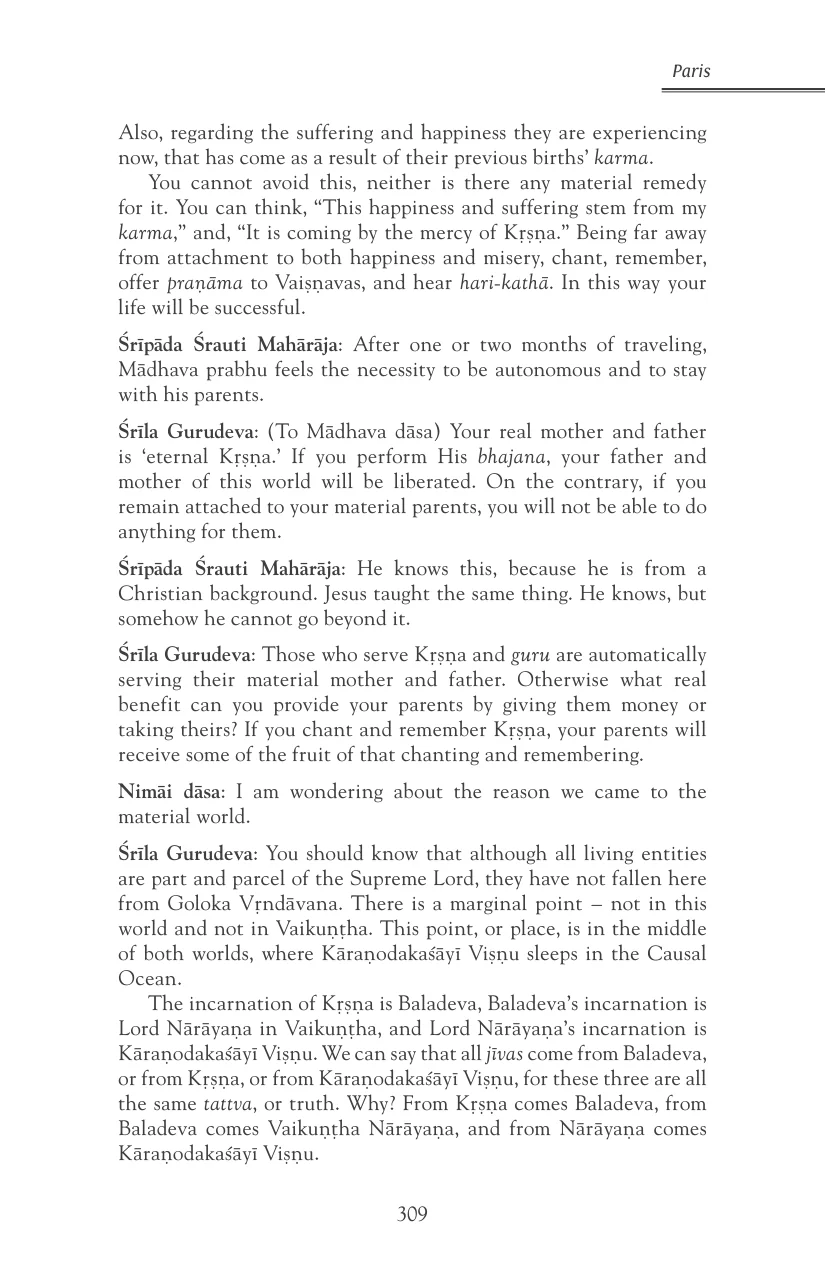 Paris
Also, regarding the suffering and happiness they are experiencing
now, that has come as a result of their previous births’ karma.
You cannot avoid this, neither is there any material remedy
for it. You can think, “This happiness and suffering stem from my
karma,” and, “It is coming by the mercy of Kṛṣṇa.” Being far away
from attachment to both happiness and misery, chant, remember,
offer praṇāma to Vaiṣṇavas, and hear hari-kathā. In this way your
life will be successful.
Śrīpāda Śrauti Mahārāja: After one or two months of traveling,
Mādhava prabhu feels the necessity to be autonomous and to stay
with his parents.
Śrīla Gurudeva: (To Mādhava dāsa) Your real mother and father
is ‘eternal Kṛṣṇa.’ If you perform His bhajana, your father and
mother of this world will be liberated. On the contrary, if you
remain attached to your material parents, you will not be able to do
anything for them.
Śrīpāda Śrauti Mahārāja: He knows this, because he is from a
Christian background. Jesus taught the same thing. He knows, but
somehow he cannot go beyond it.
Śrīla Gurudeva: Those who serve Kṛṣṇa and guru are automatically
serving their material mother and father. Otherwise what real
benefit can you provide your parents by giving them money or
taking theirs? If you chant and remember Kṛṣṇa, your parents will
receive some of the fruit of that chanting and remembering.
Nimāi dāsa: I am wondering about the reason we came to the
material world.
Śrīla Gurudeva: You should know that although all living entities
are part and parcel of the Supreme Lord, they have not fallen here
from Goloka Vṛndāvana. There is a marginal point – not in this
world and not in Vaikuṇṭha. This point, or place, is in the middle
of both worlds, where Kāraṇodakaśāyī Viṣṇu sleeps in the Causal
Ocean.
The incarnation of Kṛṣṇa is Baladeva, Baladeva’s incarnation is
Lord Nārāyaṇa in Vaikuṇṭha, and Lord Nārāyaṇa’s incarnation is
Kāraṇodakaśāyī Viṣṇu. We can say that all jīvas come from Baladeva,
or from Kṛṣṇa, or from Kāraṇodakaśāyī Viṣṇu, for these three are all
the same tattva, or truth. Why? From Kṛṣṇa comes Baladeva, from
Baladeva comes Vaikuṇṭha Nārāyaṇa, and from Nārāyaṇa comes
Kāraṇodakaśāyī Viṣṇu.
309